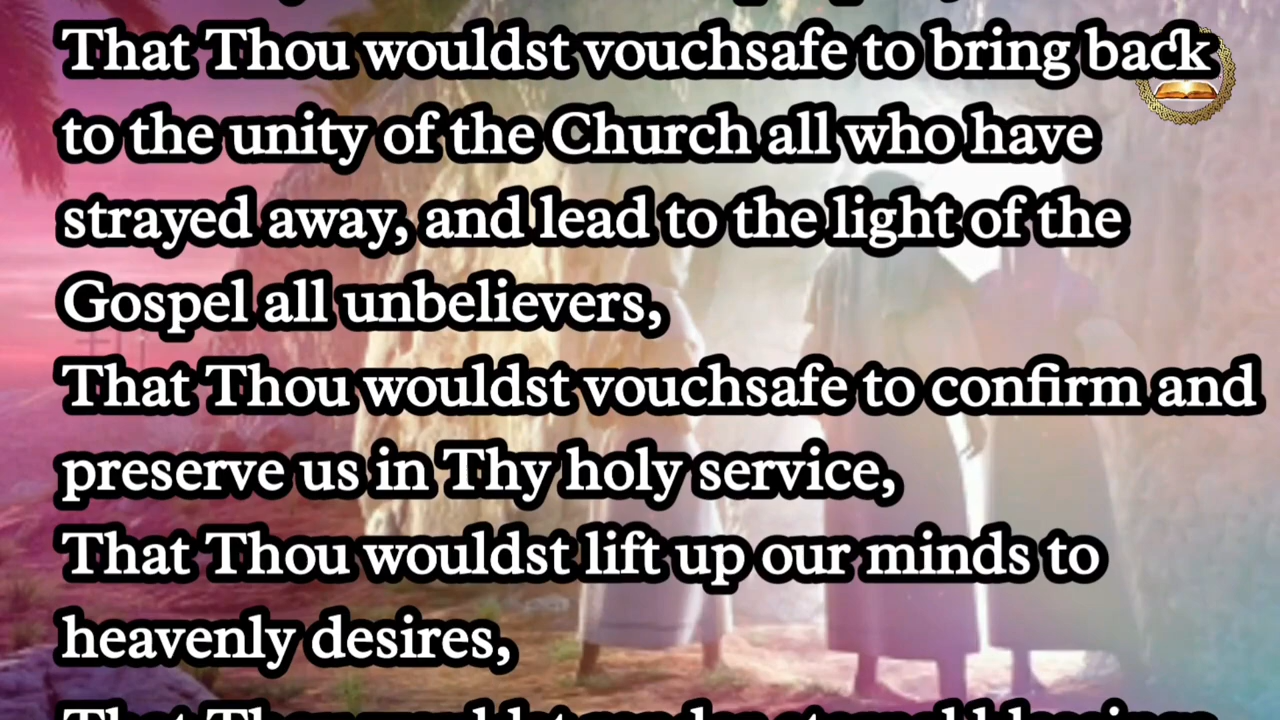 That Thou wouldst vouchsafe to bring back
to the unity of the Church all who have
strayed away, and lead to the light of the
Gospel all unbelievers,
That Thou wouldst vouchsafe to confirm and
preserve us in Thy holy service,
That Thou wouldst lift up our minds to
heavenly desires,